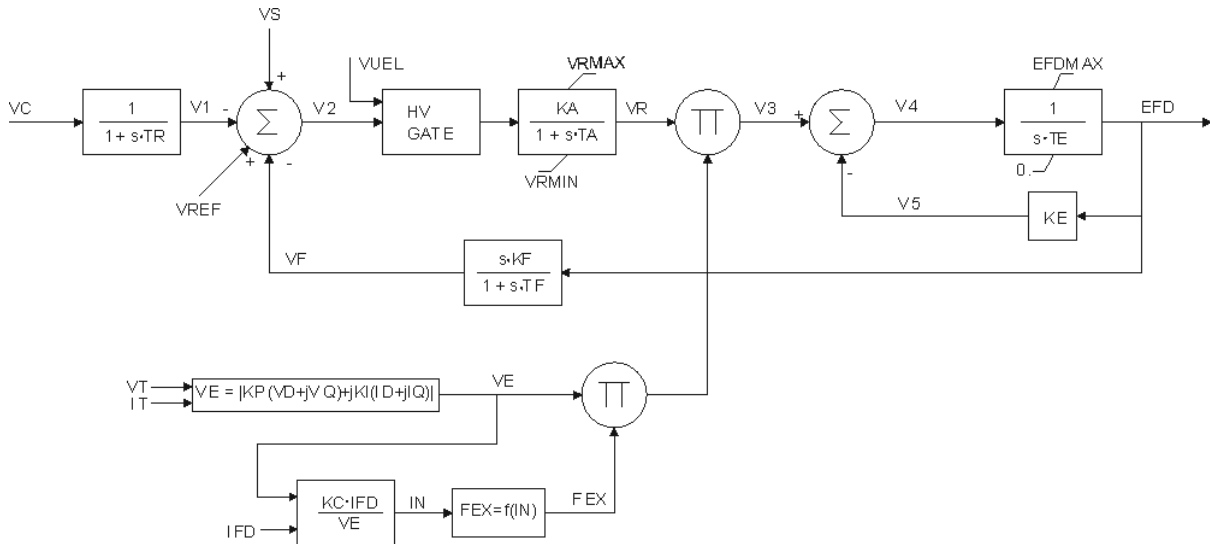 VS
VUEL
VRMAX
EFDMAX
VC
1
1 + s•TR
V1
-
+
Σ
+
-
V2
HV
GATE
KA
1 + s•TA
VR
π
V3
+
Σ
-
V4
1
s•TE
EFD
VREF
VRMIN
0.
V5
KE
VF
s•KF
1 + s•TF
VT
IT
VE = |KP(VD+jVQ)+jKI(ID+jIQ)|
VE
π
KC•IFD
VE
IFD
IN
FEX=f(IN)
FEX